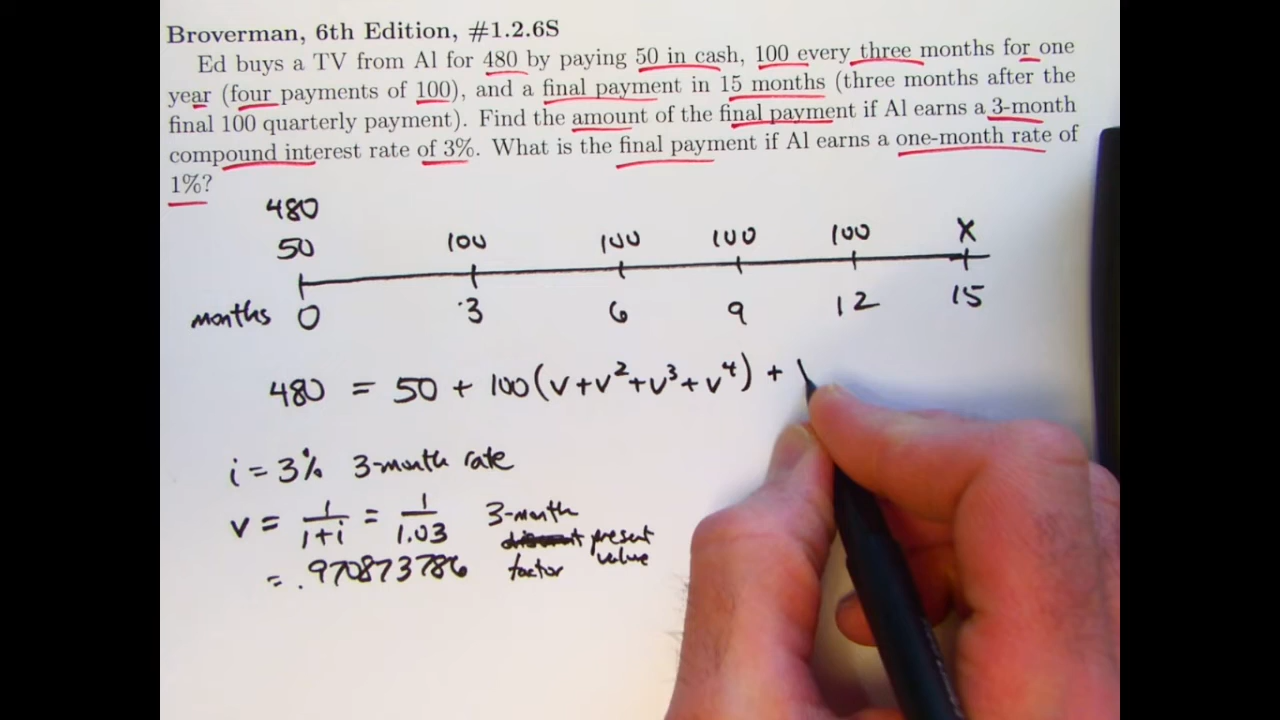 Broverman, 6th Edition, #1.2.6S
Ed buys a TV from Al for 480 by paying 50 in cash, 100 every three months for one
year (four payments of 100), and a final payment in 15 months (three months after the
final 100 quarterly payment). Find the amount of the final payment if Al earns a 3-month
compound interest rate of 3%. What is the final payment if Al earns a one-month rate of
1%?
480
50 100 100 100 100 X
months 0 3 6 9 12 15
480 = 50 + 100(v+v²+v³+v⁴) +
i = 3% 3-month rate
v = 1/1+i = 1/1.03 3-month
present value
= .970873786 factor